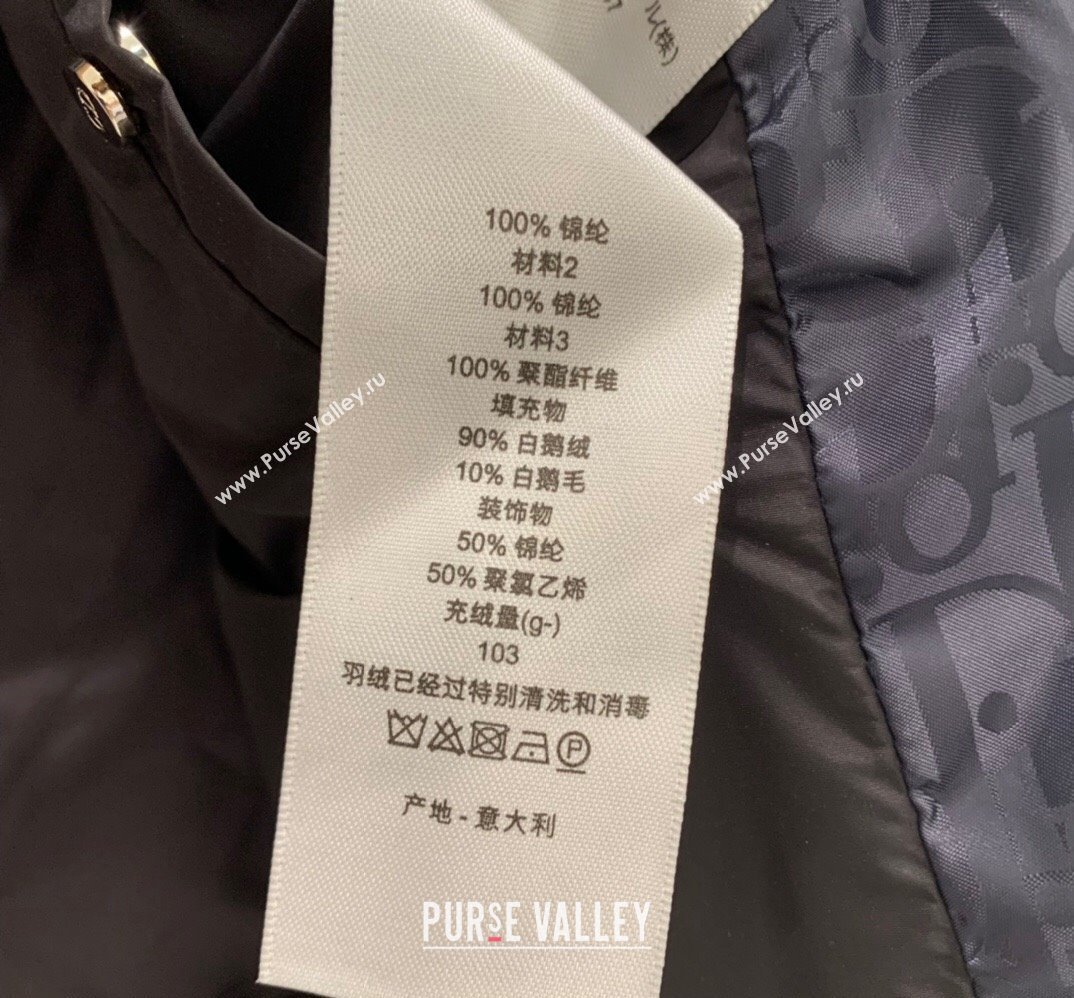 ル(横)
100% 锦纶
材料2
100% 锦纶
材料3
100% 聚酯纤维
填充物
90% 白鹅绒
10% 白鹅毛
装饰物
50% 锦纶
50% 聚氯乙烯
充绒量(g-)
103
羽绒已经过特别清洗和消毒
P
产地 - 意大利
www.PurseValley.ru
www.PurseValley.ru
PURSE VALLEY